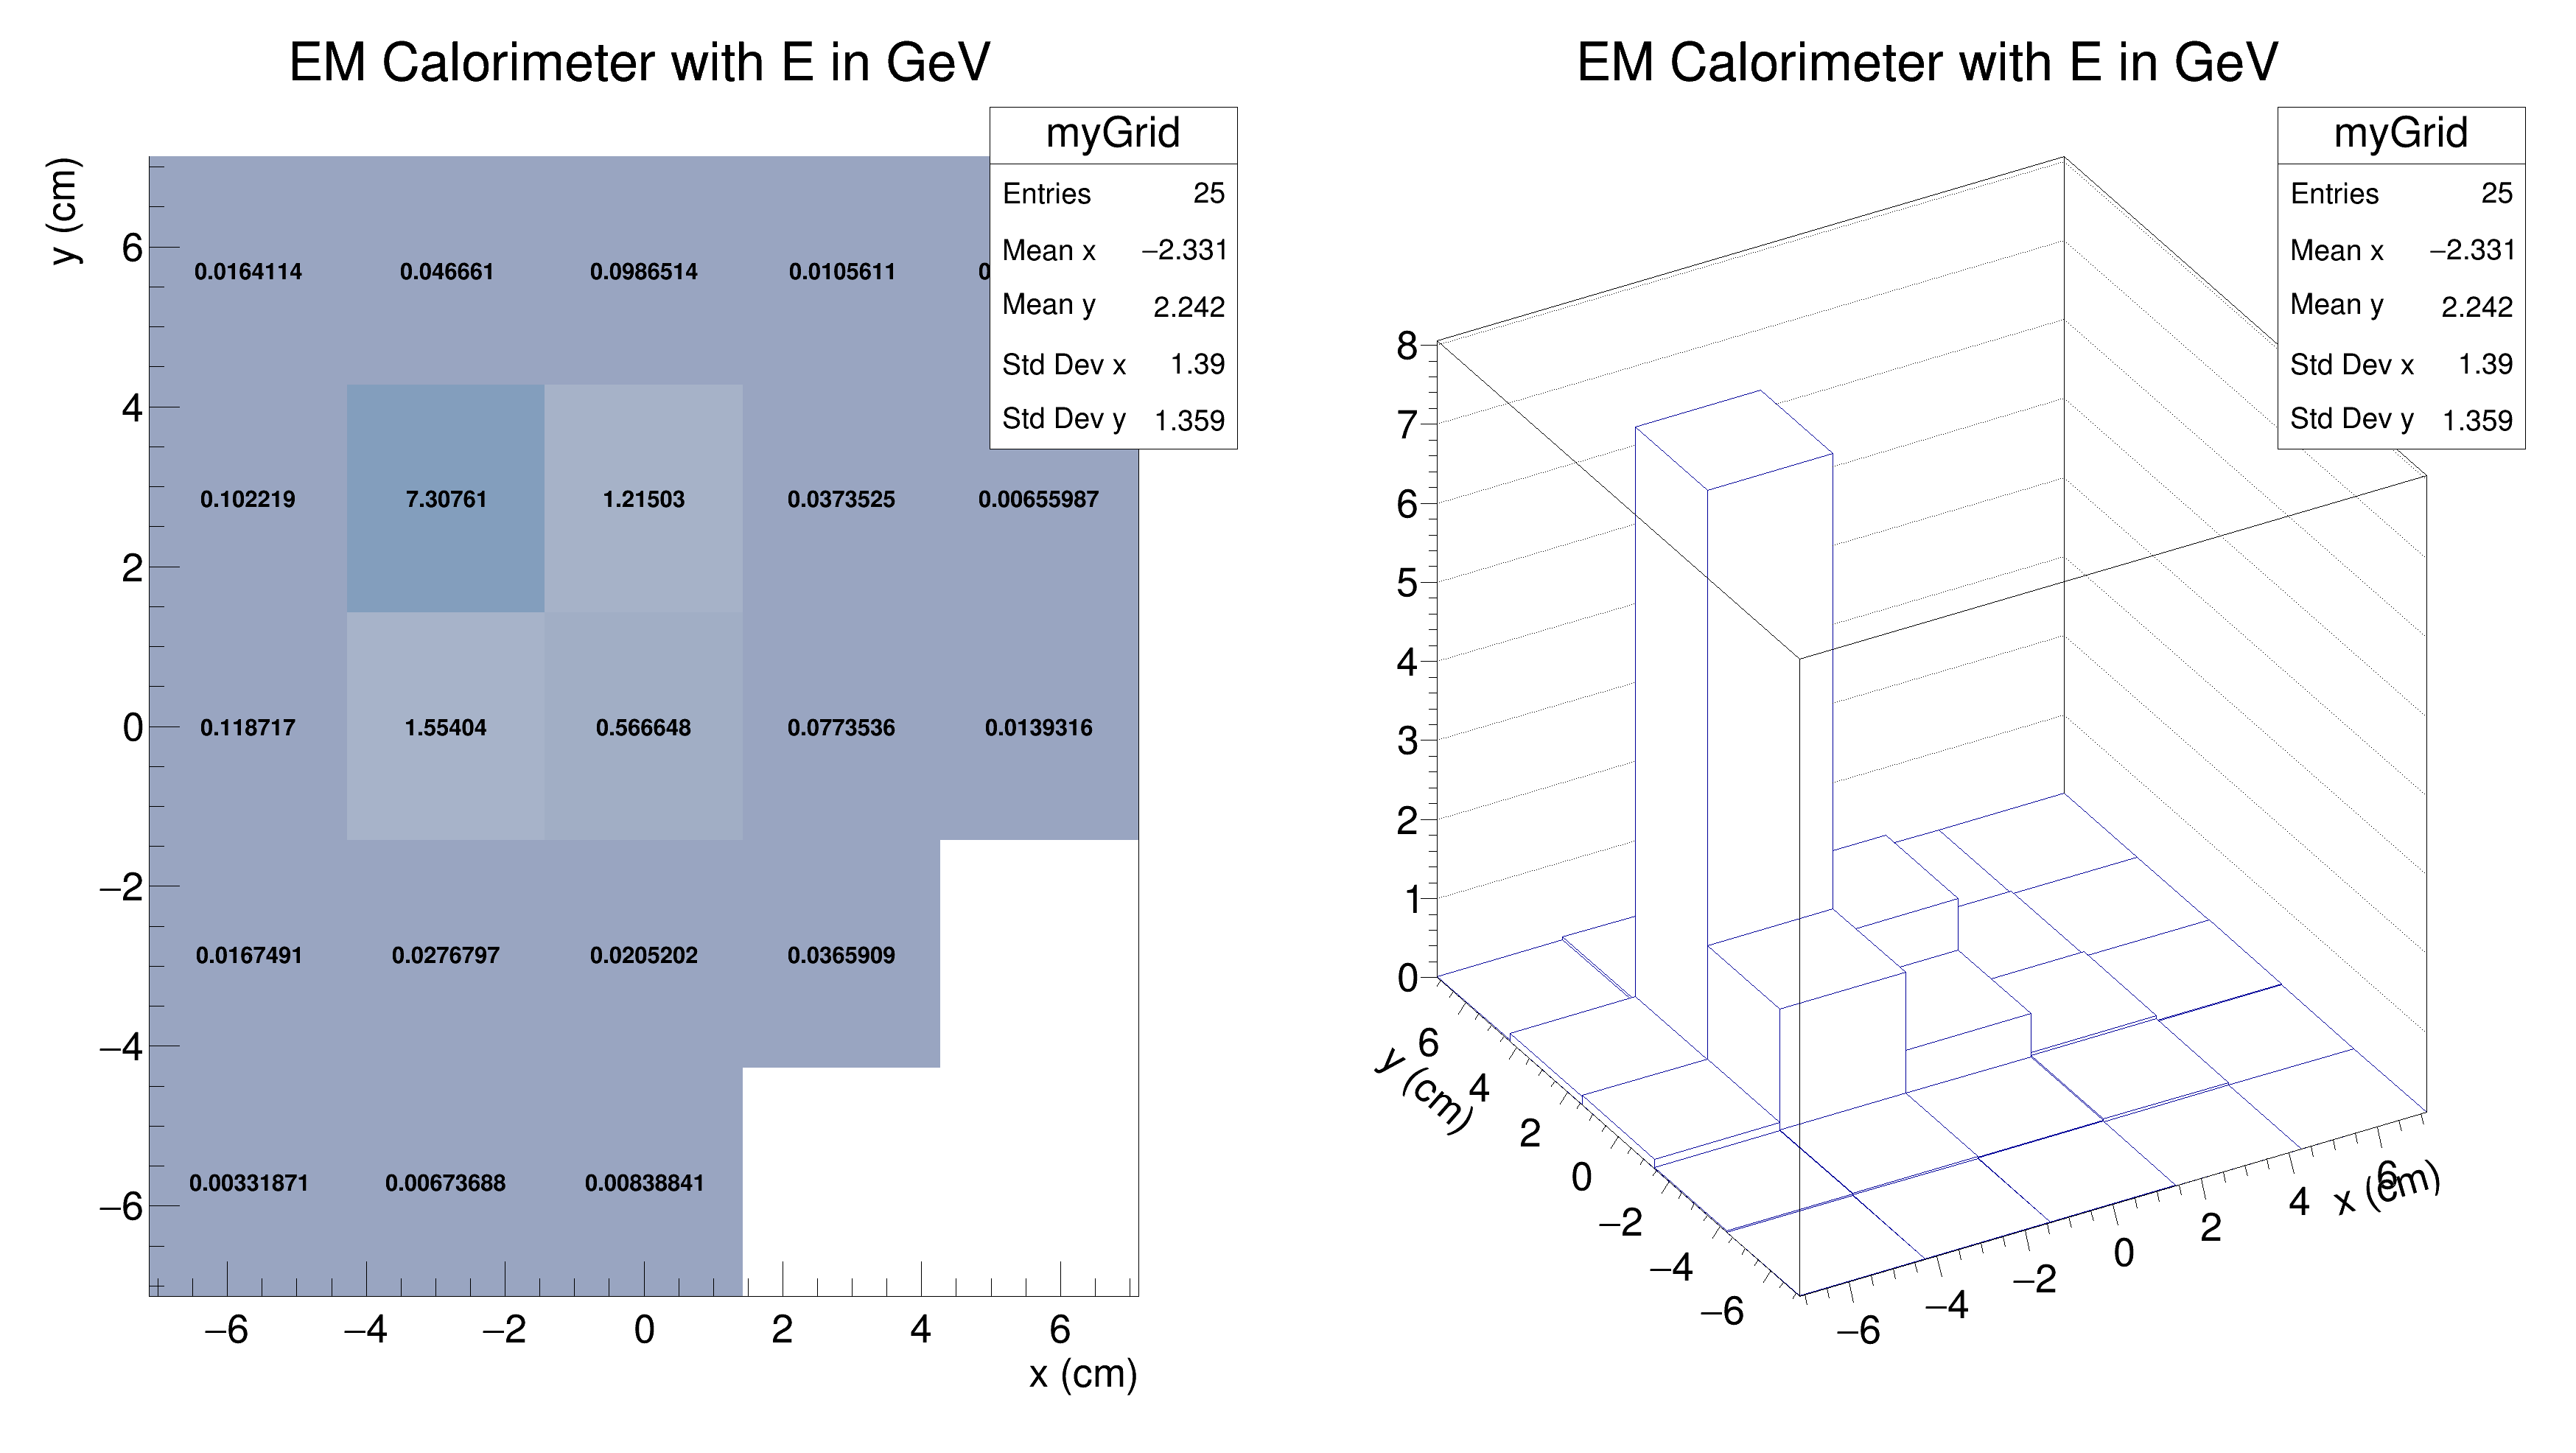 EM Calorimeter with E in GeV
myGrid
Entries 25
Mean x −2.331
Mean y 2.242
Std Dev x 1.39
Std Dev y 1.359
y (cm)
6
4
2
0
−2
−4
−6
0.0164114 0.046661 0.0986514 0.0105611
0.102219 7.30761 1.21503 0.0373525 0.00655987
0.118717 1.55404 0.566648 0.0773536 0.0139316
0.0167491 0.0276797 0.0205202 0.0365909
0.00331871 0.00673688 0.00838841
−6 −4 −2 0 2 4 6
x (cm)
EM Calorimeter with E in GeV
myGrid
Entries 25
Mean x −2.331
Mean y 2.242
Std Dev x 1.39
Std Dev y 1.359
8
7
6
5
4
3
2
1
0
y (cm)
6
4
2
0
−2
−4
−6
−6 −4 −2 0 2 4 6
x (cm)